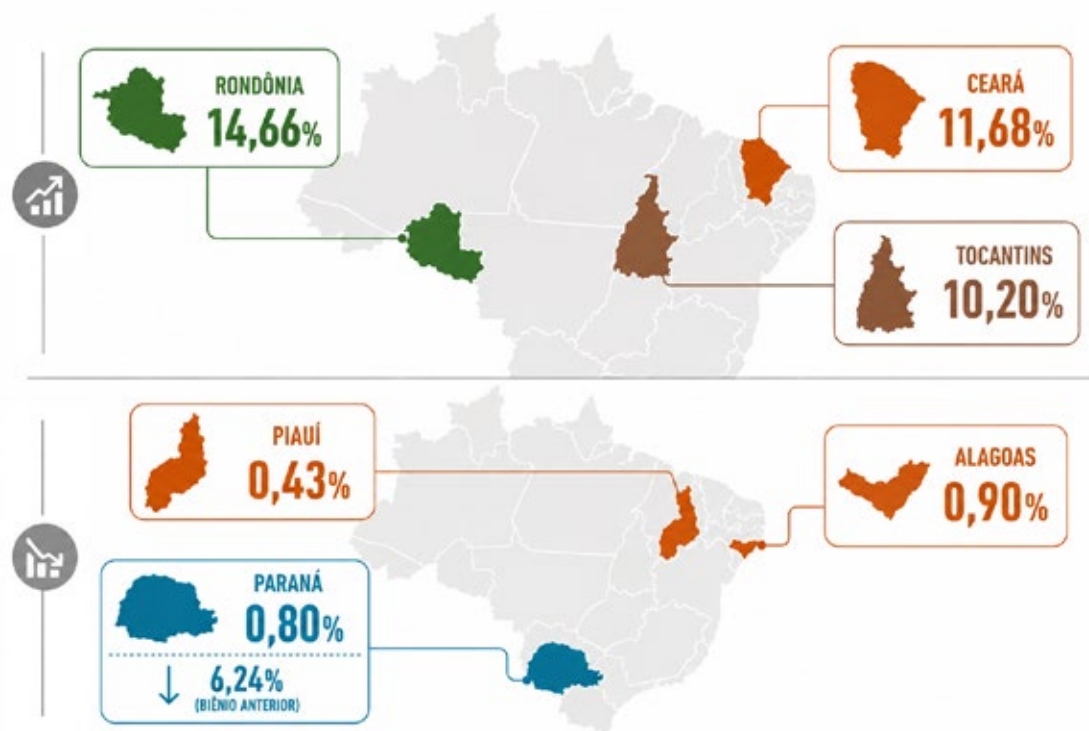 RONDÔNIA
14,66%
CEARÁ
11,68%
TOCANTINS
10,20%
PIAUÍ
0,43%
ALAGOAS
0,90%
PARANÁ
0,80%
6,24%
(BIÊNIO ANTERIOR)